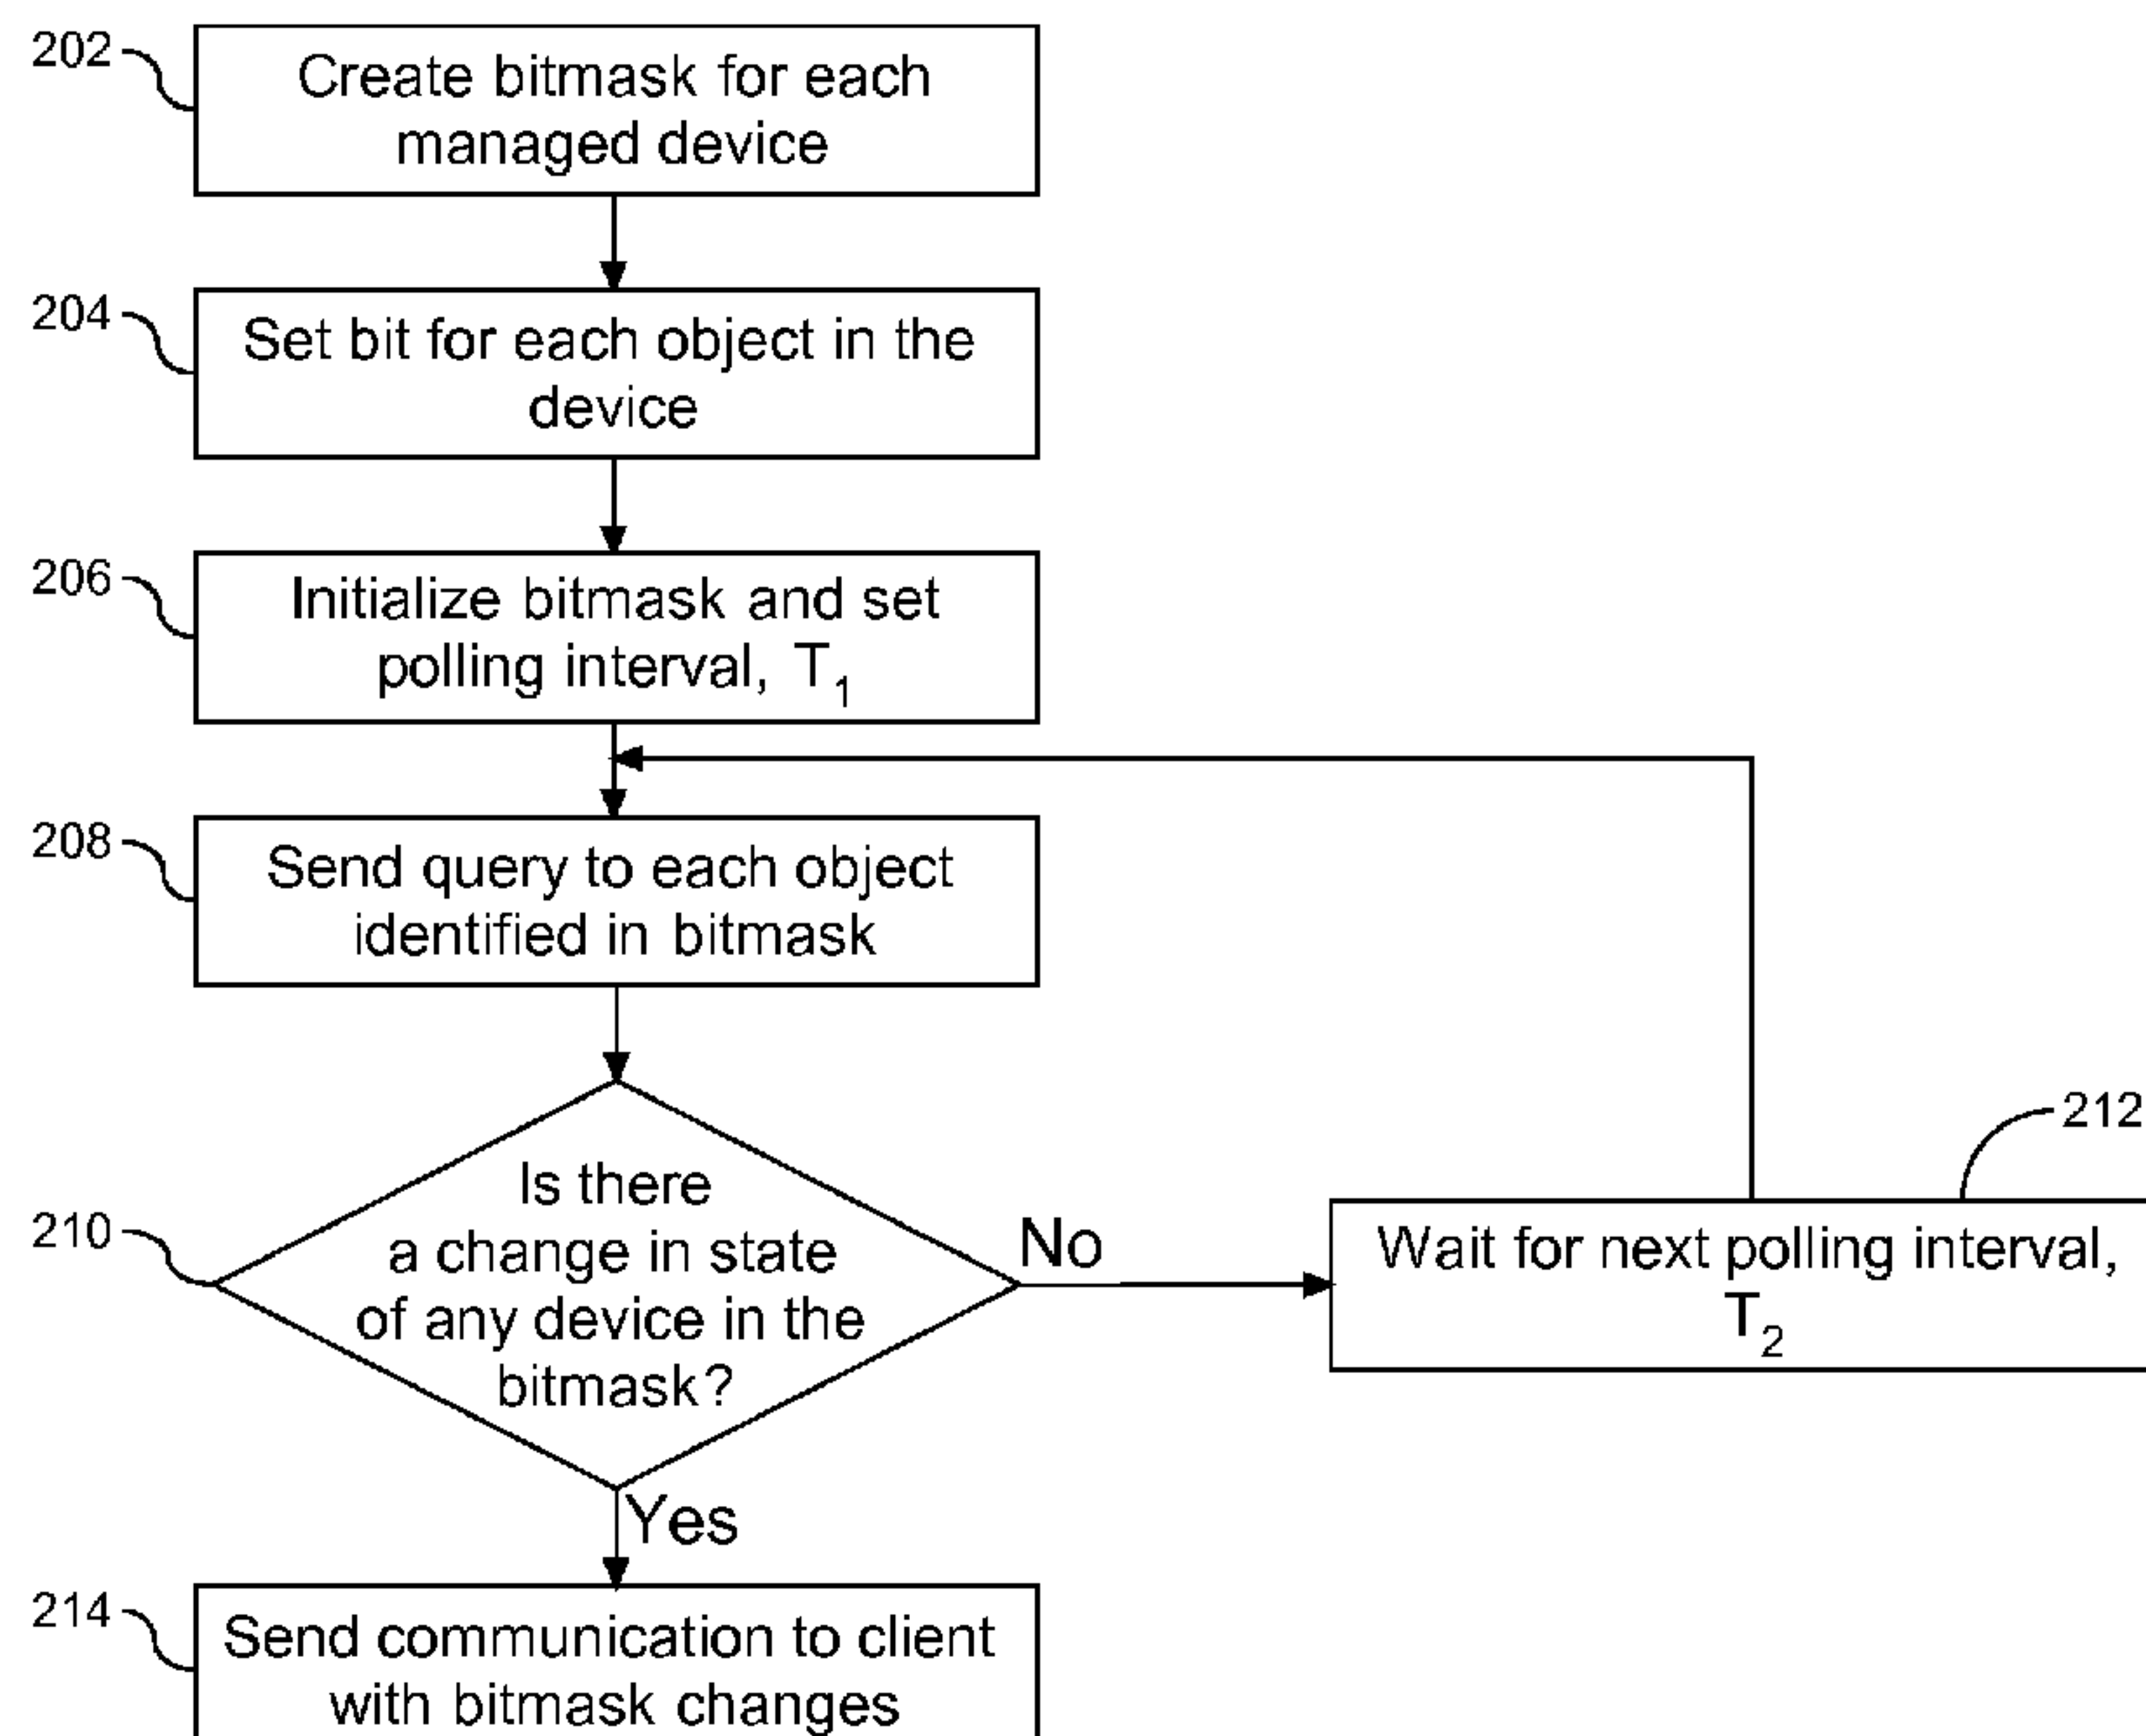 202
Create bitmask for each
managed device
204
Set bit for each object in the
device
206
Initialize bitmask and set
polling interval, T1
208
Send query to each object
identified in bitmask
210
Is there
a change in state
of any device in the
bitmask?
No
212
Wait for next polling interval,
T2
Yes
214
Send communication to client
with bitmask changes